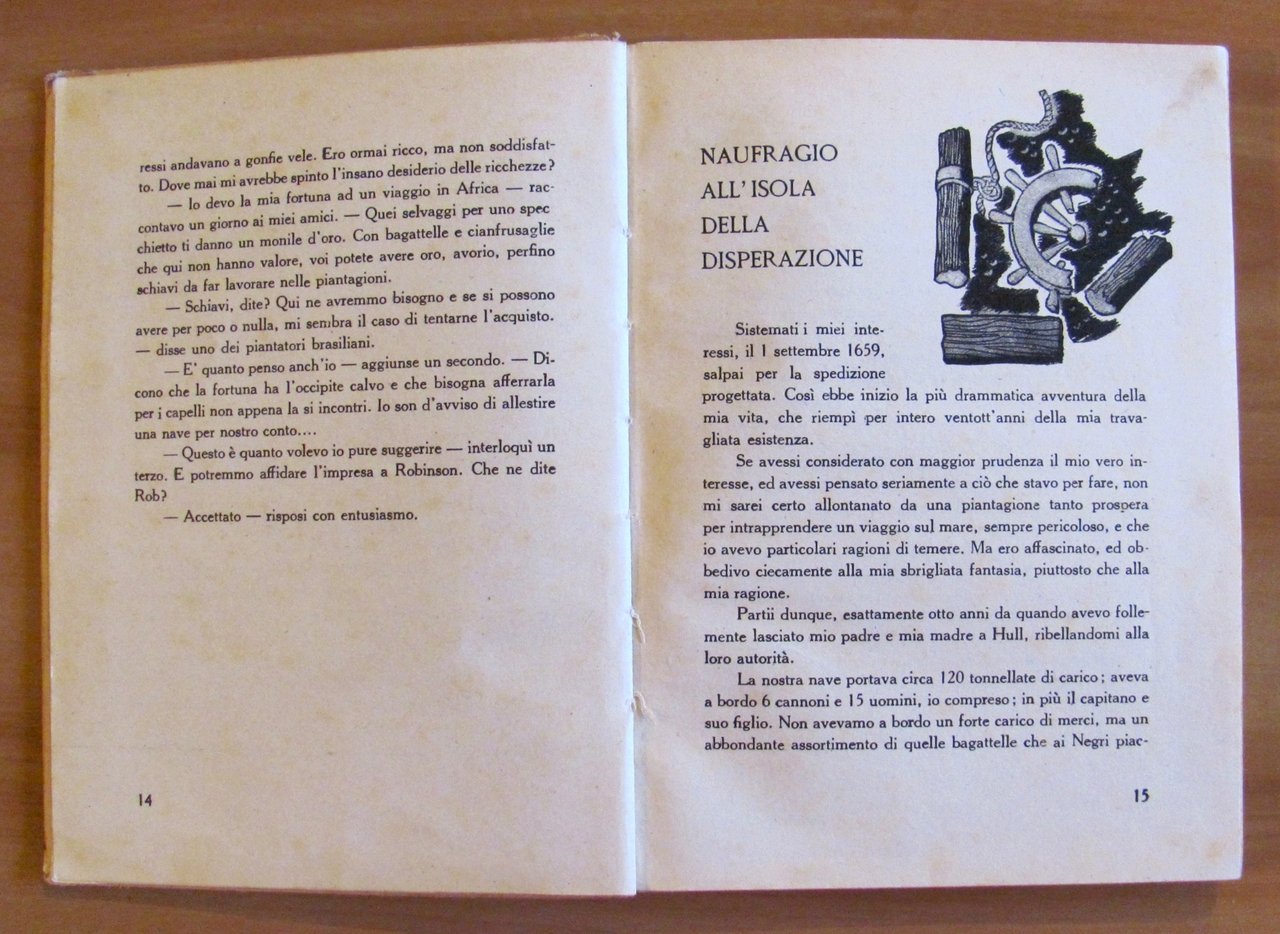 ressi andavano a gonfie vele. Ero ormai ricco, ma non soddisfat-
to. Dove mai mi avrebbe spinto l'insano desiderio delle ricchezze?
— Io devo la mia fortuna ad un viaggio in Africa — rac-
contavo un giorno ai miei amici. — Quei selvaggi per uno spec
chietto ti danno un monile d'oro. Con bagattelle e cianfrusaglie
che qui non hanno valore, voi potete avere oro, avorio, perfino
schiavi da far lavorare nelle piantagioni.
— Schiavi, dite? Qui ne avremmo bisogno e se si possono
avere per poco o nulla, mi sembra il caso di tentarne l'acquisto.
— disse uno dei piantatori brasiliani.
— E' quanto penso anch'io — aggiunse un secondo. — Di-
cono che la fortuna ha l'occipite calvo e che bisogna afferrarla
per i capelli non appena la si incontri. Io son d'avviso di allestire
una nave per nostro conto....
— Questo è quanto volevo io pure suggerire — interloquì un
terzo. E potremmo affidare l'impresa a Robinson. Che ne dite
Rob?
— Accettato — risposi con entusiasmo.
14
NAUFRAGIO
ALL'ISOLA
DELLA
DISPERAZIONE
Sistemati i miei inte-
ressi, il 1 settembre 1659,
salpai per la spedizione
progettata. Così ebbe inizio la più drammatica avventura della
mia vita, che riempì per intero ventott'anni della mia trava-
gliata esistenza.
Se avessi considerato con maggior prudenza il mio vero in-
teresse, ed avessi pensato seriamente a ciò che stavo per fare, non
mi sarei certo allontanato da una piantagione tanto prospera
per intrapprendere un viaggio sul mare, sempre pericoloso, e che
io avevo particolari ragioni di temere. Ma ero affascinato, ed ob-
bedivo ciecamente alla mia sbrigliata fantasia, piuttosto che alla
mia ragione.
Partii dunque, esattamente otto anni da quando avevo folle-
mente lasciato mio padre e mia madre a Hull, ribellandomi alla
loro autorità.
La nostra nave portava circa 120 tonnellate di carico; aveva
a bordo 6 cannoni e 15 uomini, io compreso; in più il capitano e
suo figlio. Non avevamo a bordo un forte carico di merci, ma un
abbondante assortimento di quelle bagattelle che ai Negri piac-
15